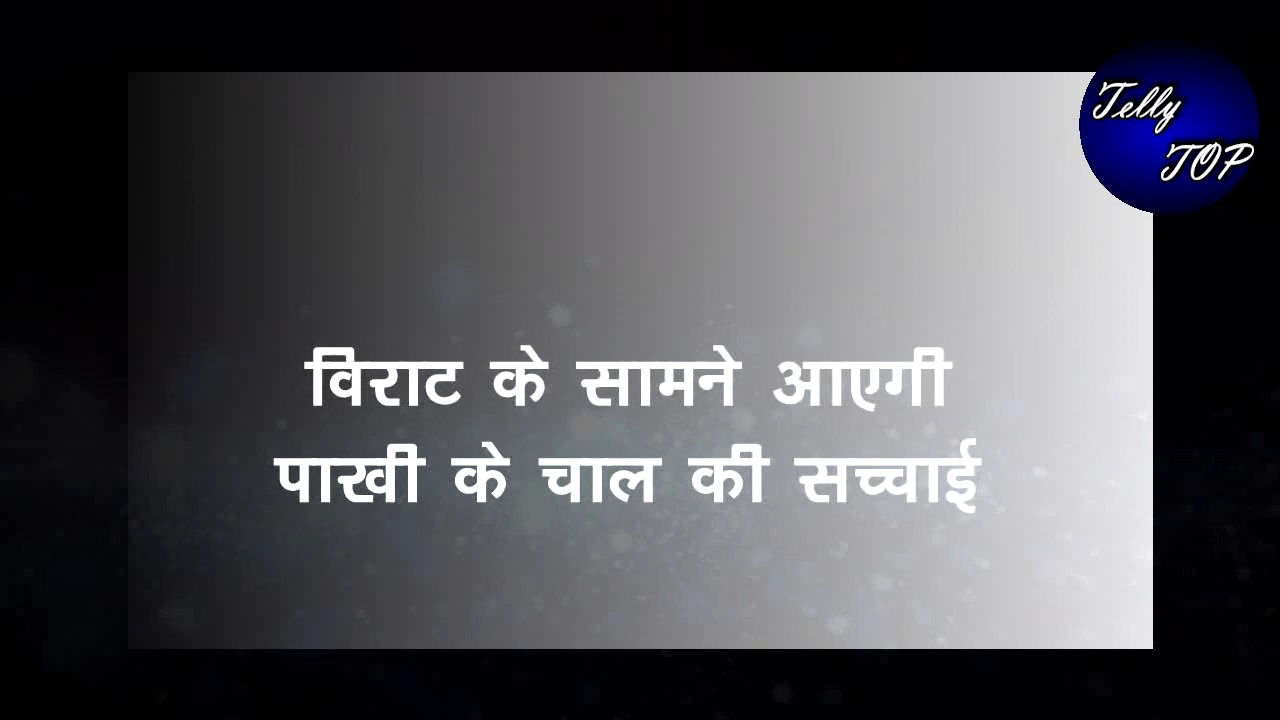 Telly
TOP
विराट के सामने आएगी
पाखी के चाल की सच्चाई